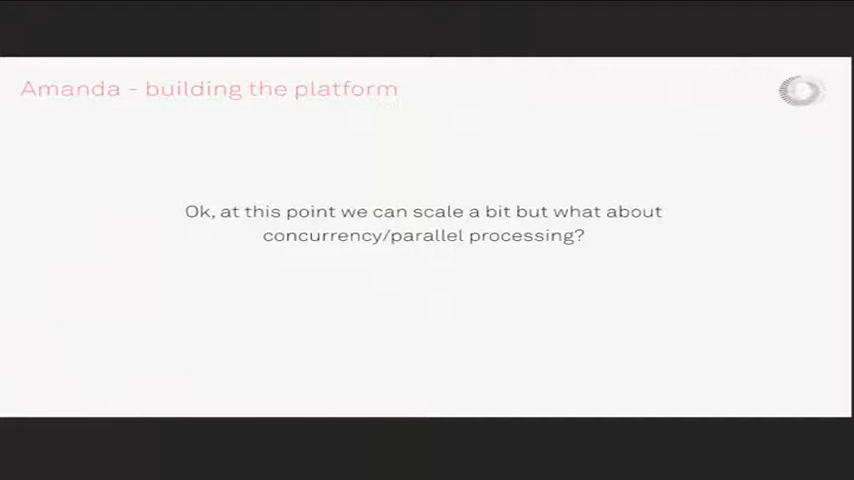 Amanda - building the platform
Ok, at this point we can scale a bit but what about
concurrency/parallel processing?